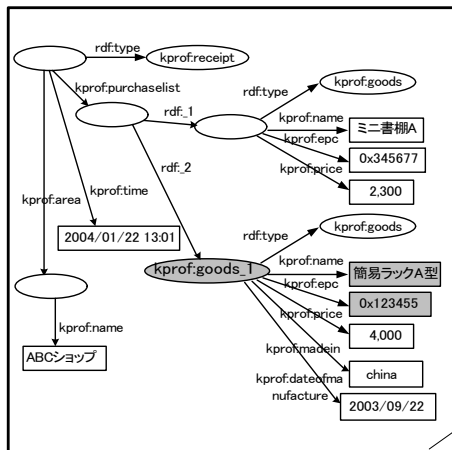 rdf:type
kprof:receipt
kprof:purchaselist
rdf:_1
rdf:type
kprof:goods
kprof:name
ミニ書棚A
kprof:epc
0x345677
kprof:price
2,300
rdf:_2
kprof:time
kprof:area
2004/01/22 13:01
rdf:type
kprof:goods
kprof:goods_1
kprof:name
簡易ラックA型
kprof:epc
0x123455
kprof:price
4,000
kprof:madein
china
kprof:dateofma
nufacture
2003/09/22
kprof:name
ABCショップ